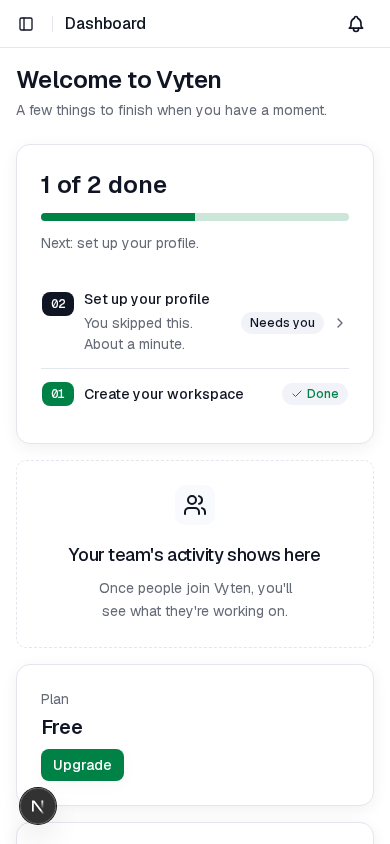 Dashboard
Welcome to Vyten
A few things to finish when you have a moment.
1 of 2 done
Next: set up your profile.
02
Set up your profile
You skipped this.
About a minute.
Needs you
01
Create your workspace
Done
Your team's activity shows here
Once people join Vyten, you'll
see what they're working on.
Plan
Free
Upgrade
N